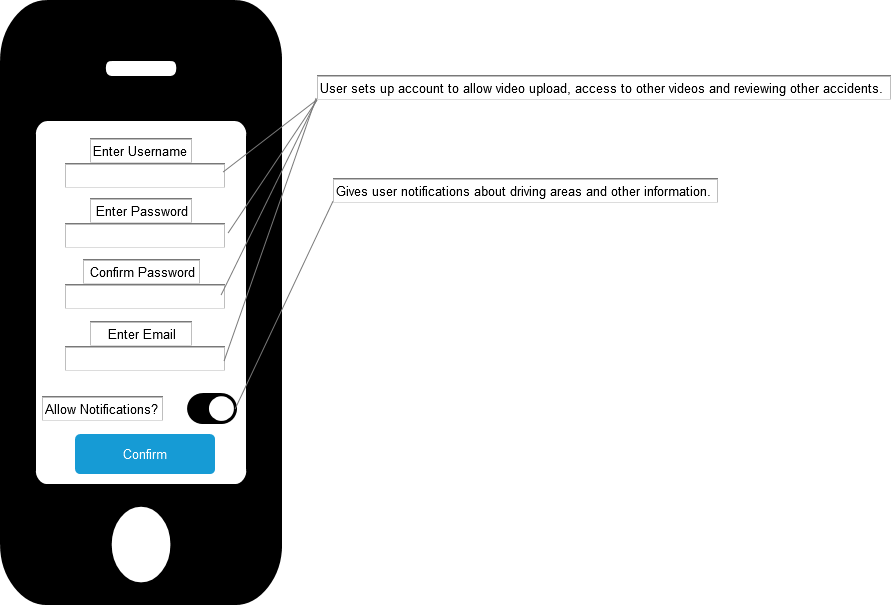 User sets up account to allow video upload, access to other videos and reviewing other accidents.
Enter Username
Gives user notifications about driving areas and other information.
Enter Password
Confirm Password
Enter Email
Allow Notifications?
Confirm